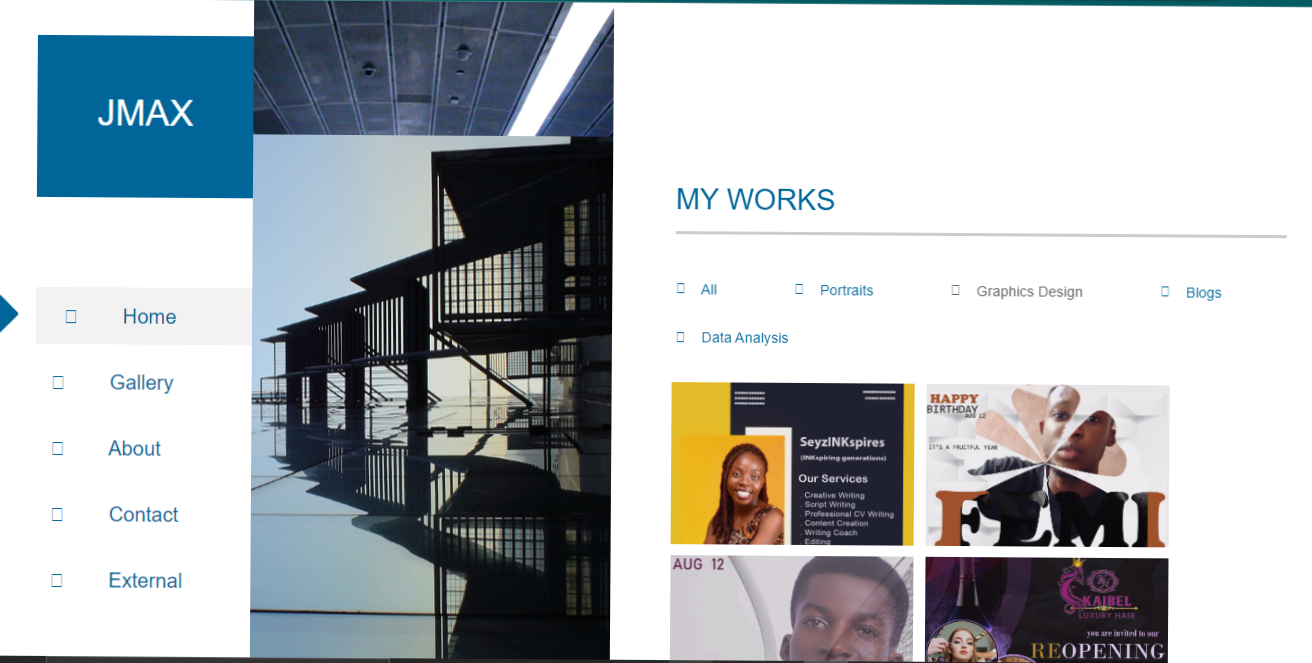 JMAX
Home
Gallery
About
Contact
External
MY WORKS
All
Portraits
Graphics Design
Blogs
Data Analysis
SeyzINKspires
(INKspiring generations)
Our Services
. Creative Writing
. Script Writing
. Professional CV Writing
. Content Creation
. Writing Coach
. Editing
HAPPY
BIRTHDAY
AUG 12
IT'S A FRUITFUL YEAR
FEMI
AUG 12
KAIBEL
LUXURY HAIR
you are invited to our
REOPENING